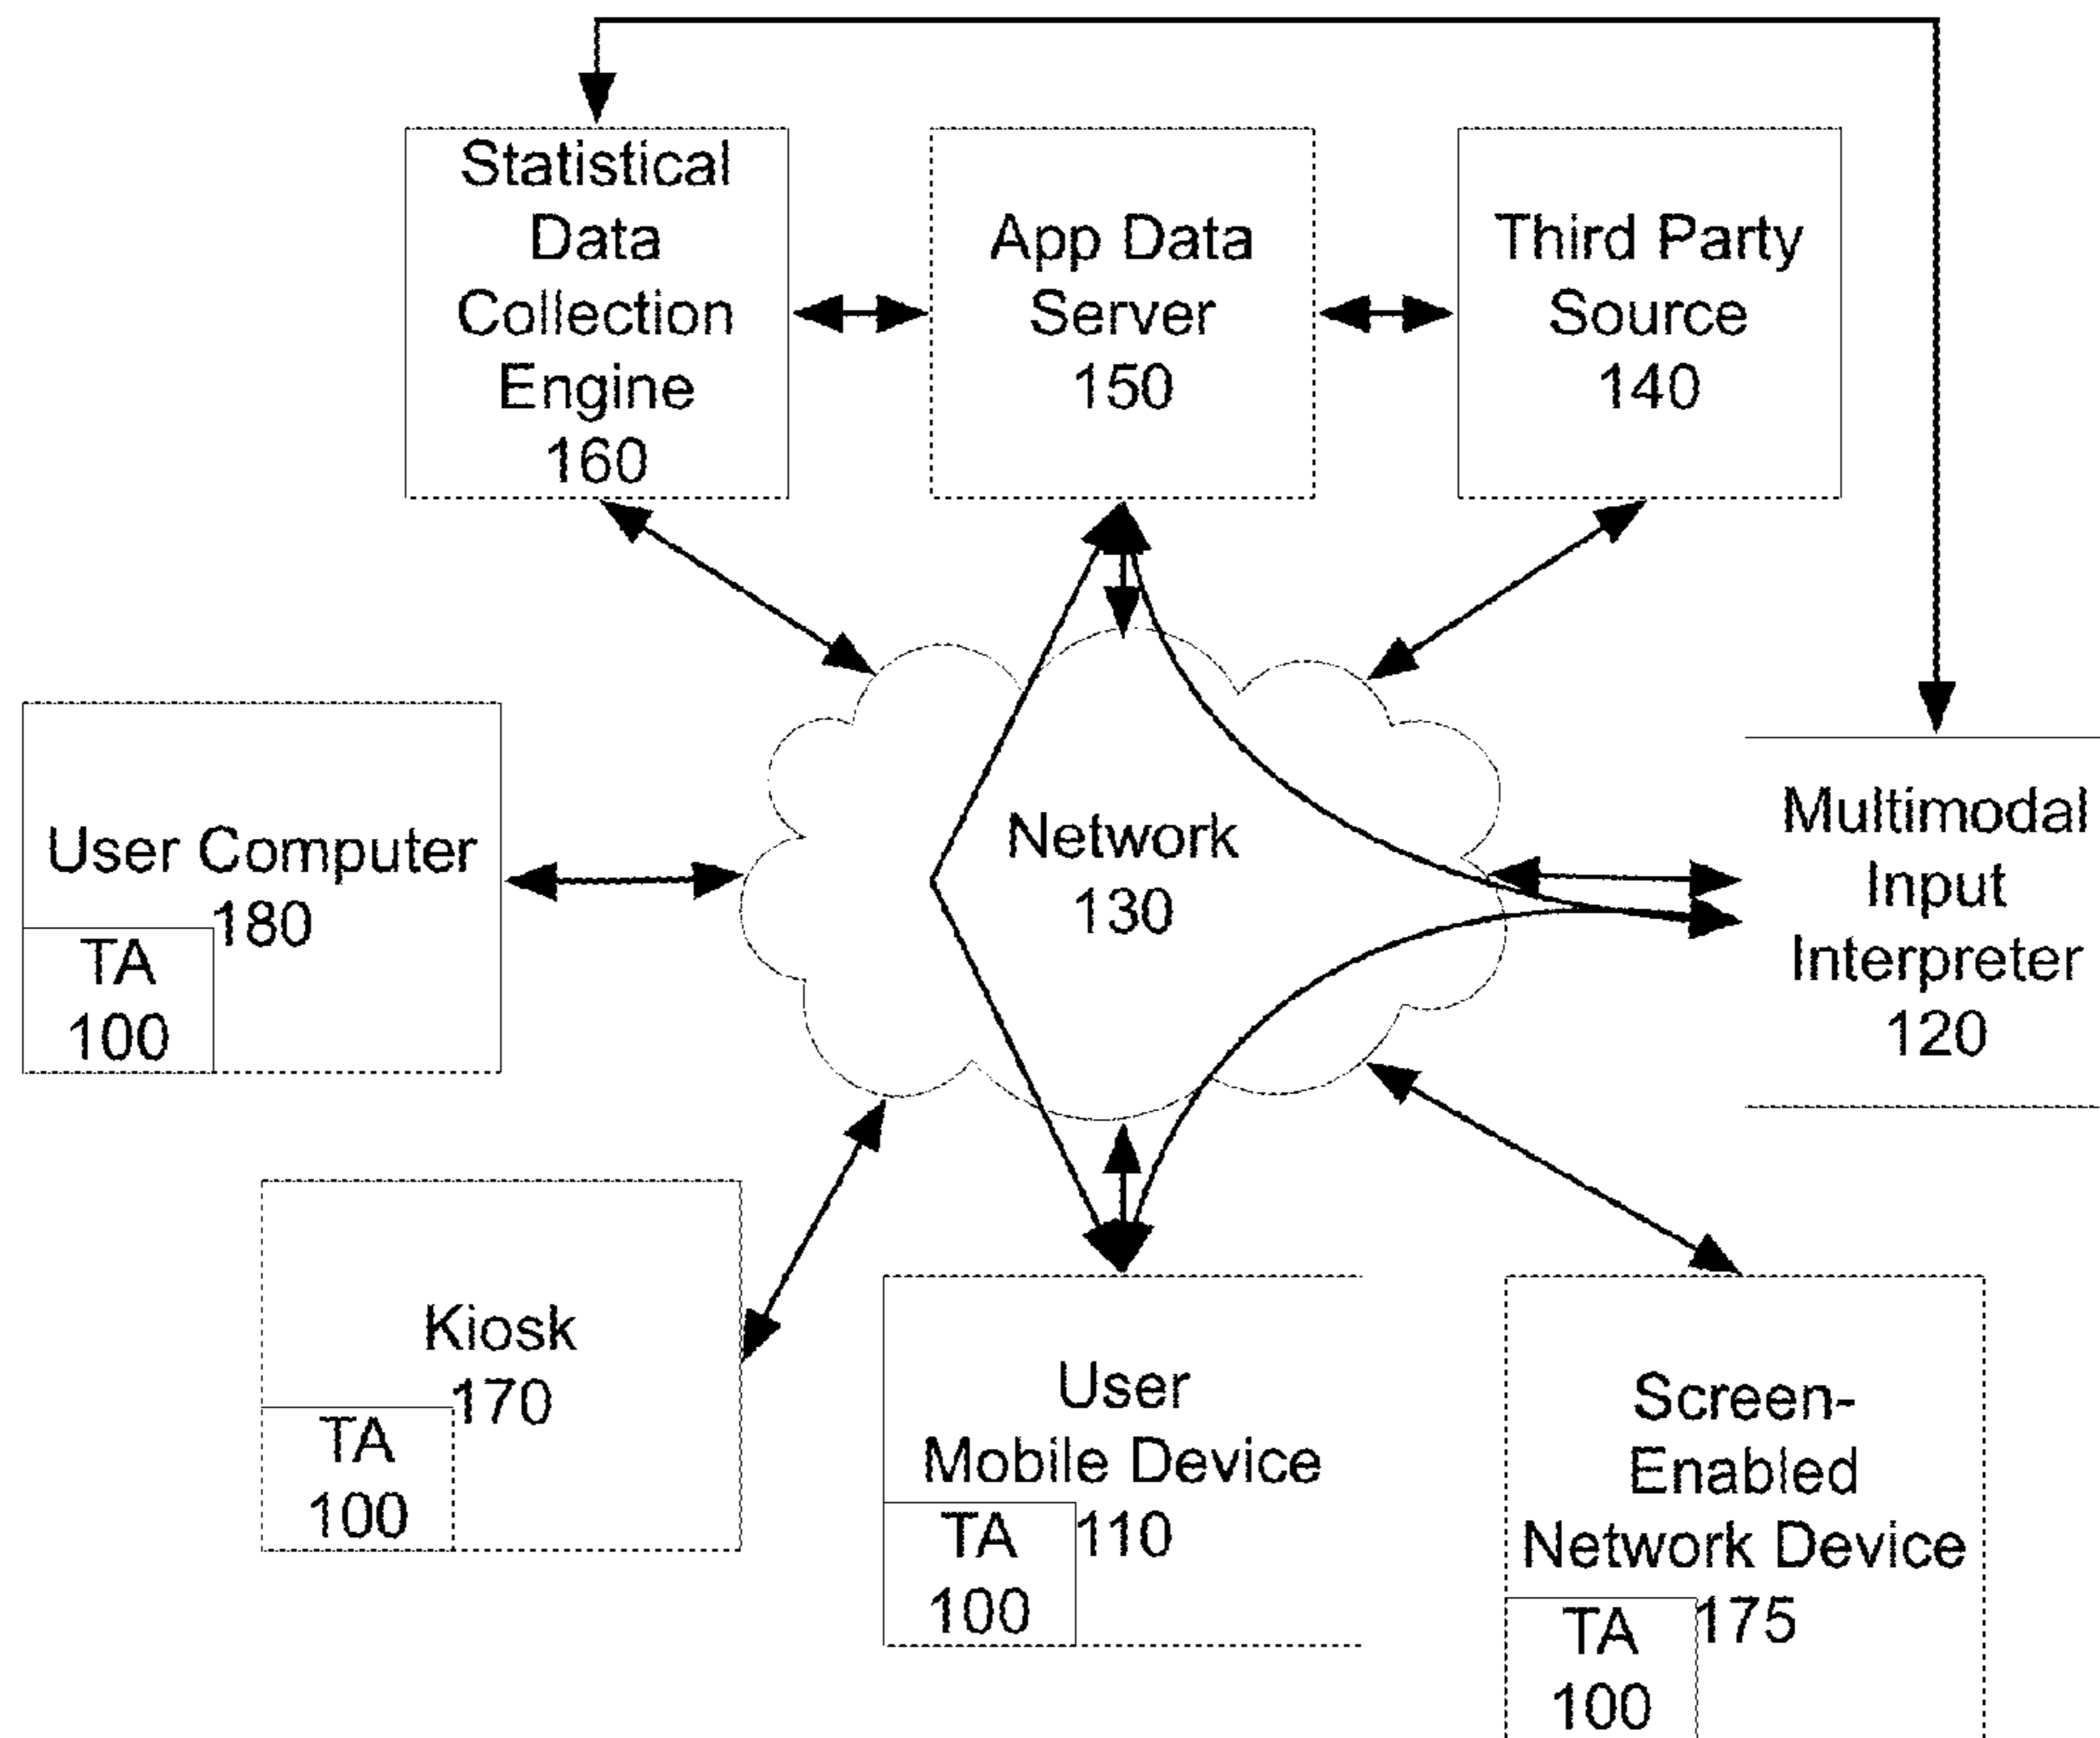 Statistical
Data
Collection
Engine
160
App Data
Server
150
Third Party
Source
140
User Computer
180
TA
100
Network
130
Multimodal
Input
Interpreter
120
Kiosk
170
TA
100
User
Mobile Device
110
TA
100
Screen-
Enabled
Network Device
175
TA
100